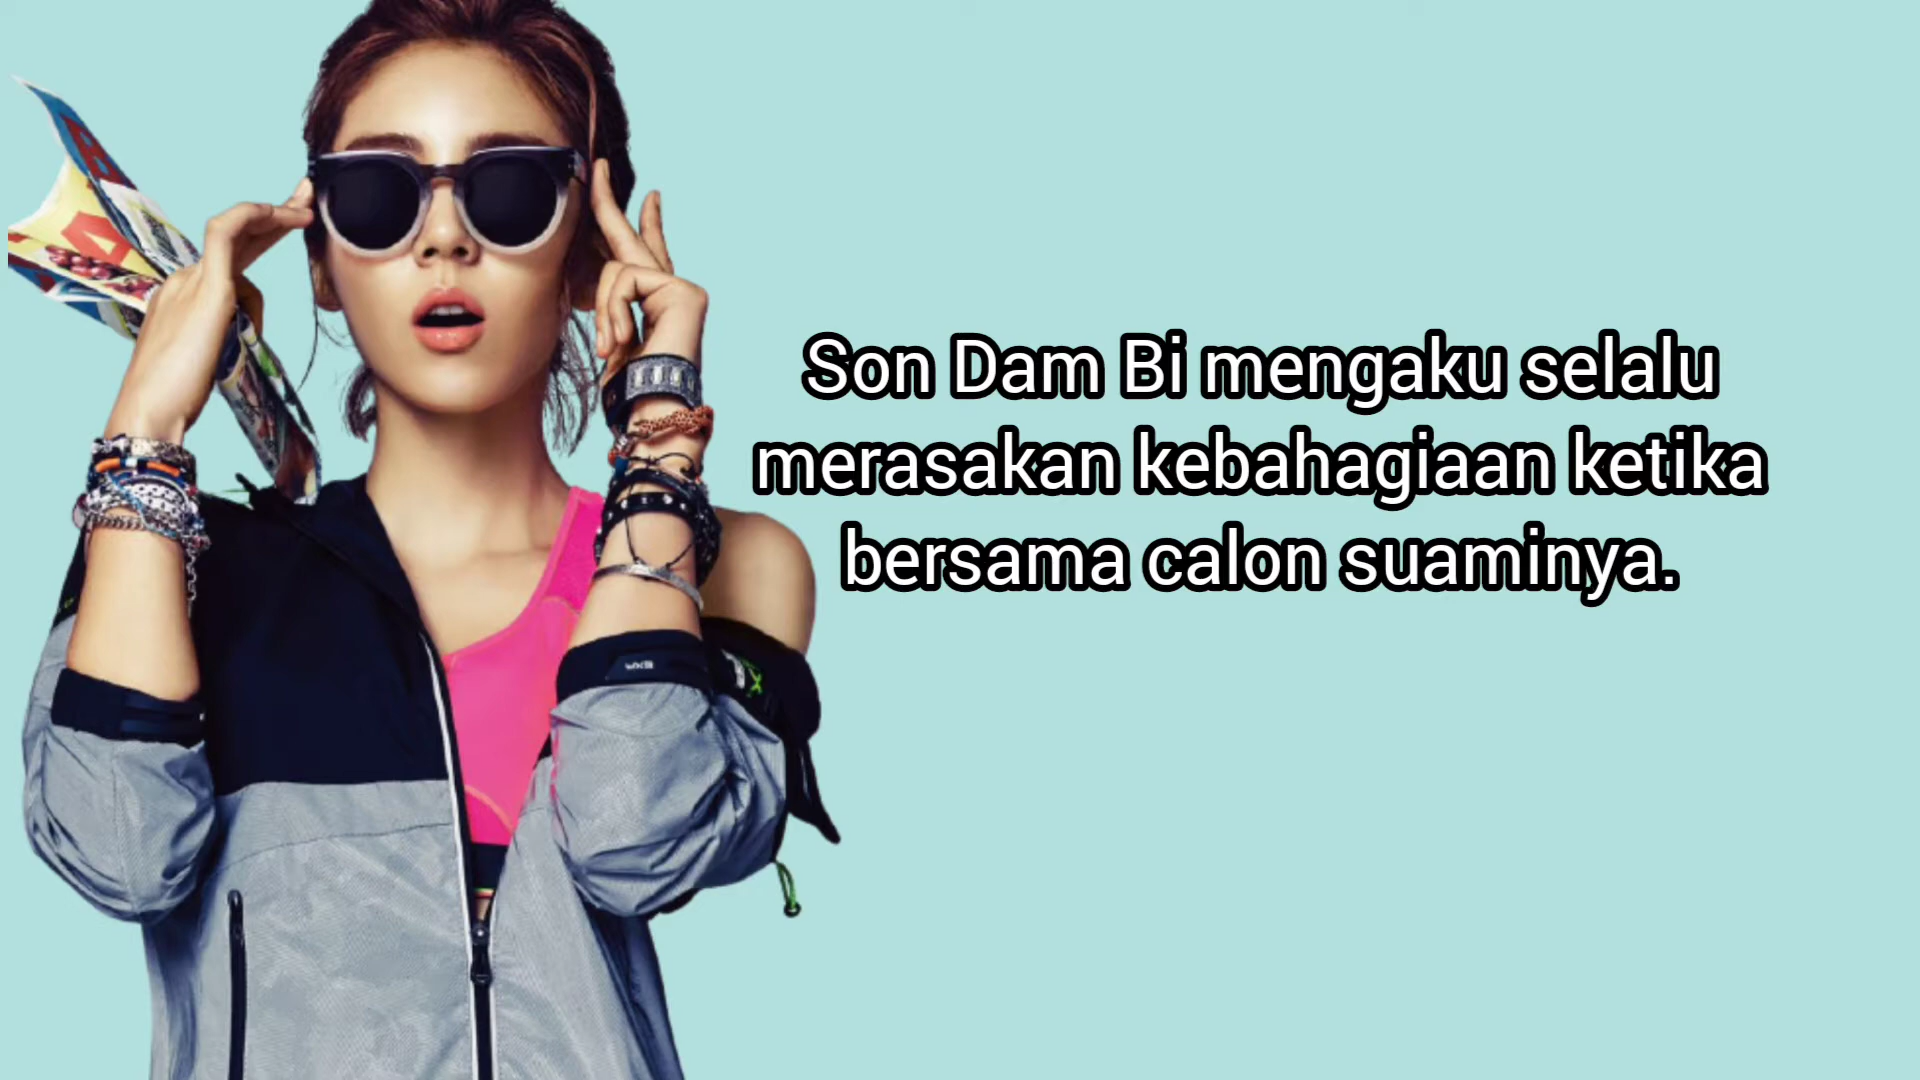 Son Dam Bi mengaku selalu
merasakan kebahagiaan ketika
bersama calon suaminya.